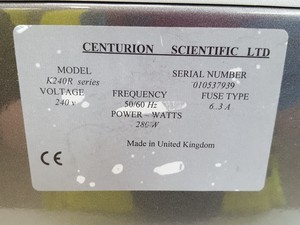 CENTURION SCIENTIFIC LTD
MODEL SERIAL NUMBER
K240R series 010537939
VOLTAGE FREQUENCY FUSE TYPE
240 v 50/60 Hz 6.3 A
POWER - WATTS
280W
Made in United Kingdom
CE